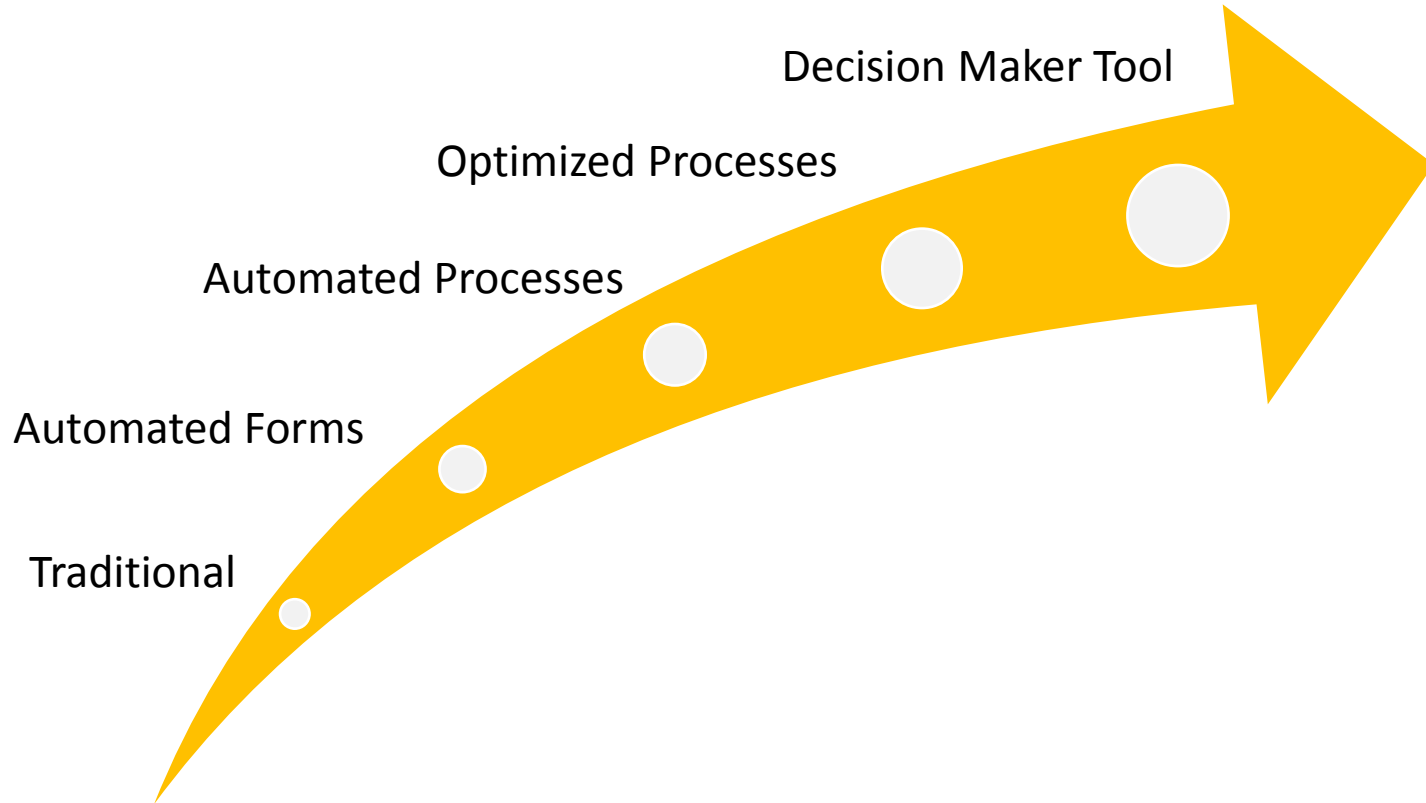 Decision Maker Tool
Optimized Processes
Automated Processes
Automated Forms
Traditional